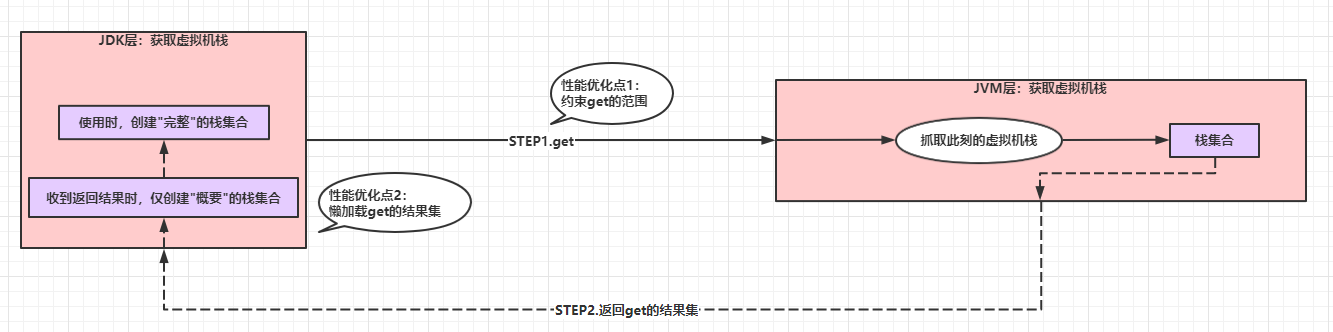 JDK层：获取虚拟机栈
使用时，创建"完整"的栈集合
收到返回结果时，仅创建"概要"的栈集合
性能优化点1：
约束get的范围
STEP1.get
性能优化点2：
懒加载get的结果集
JVM层：获取虚拟机栈
抓取此刻的虚拟机栈
栈集合
STEP2.返回get的结果集